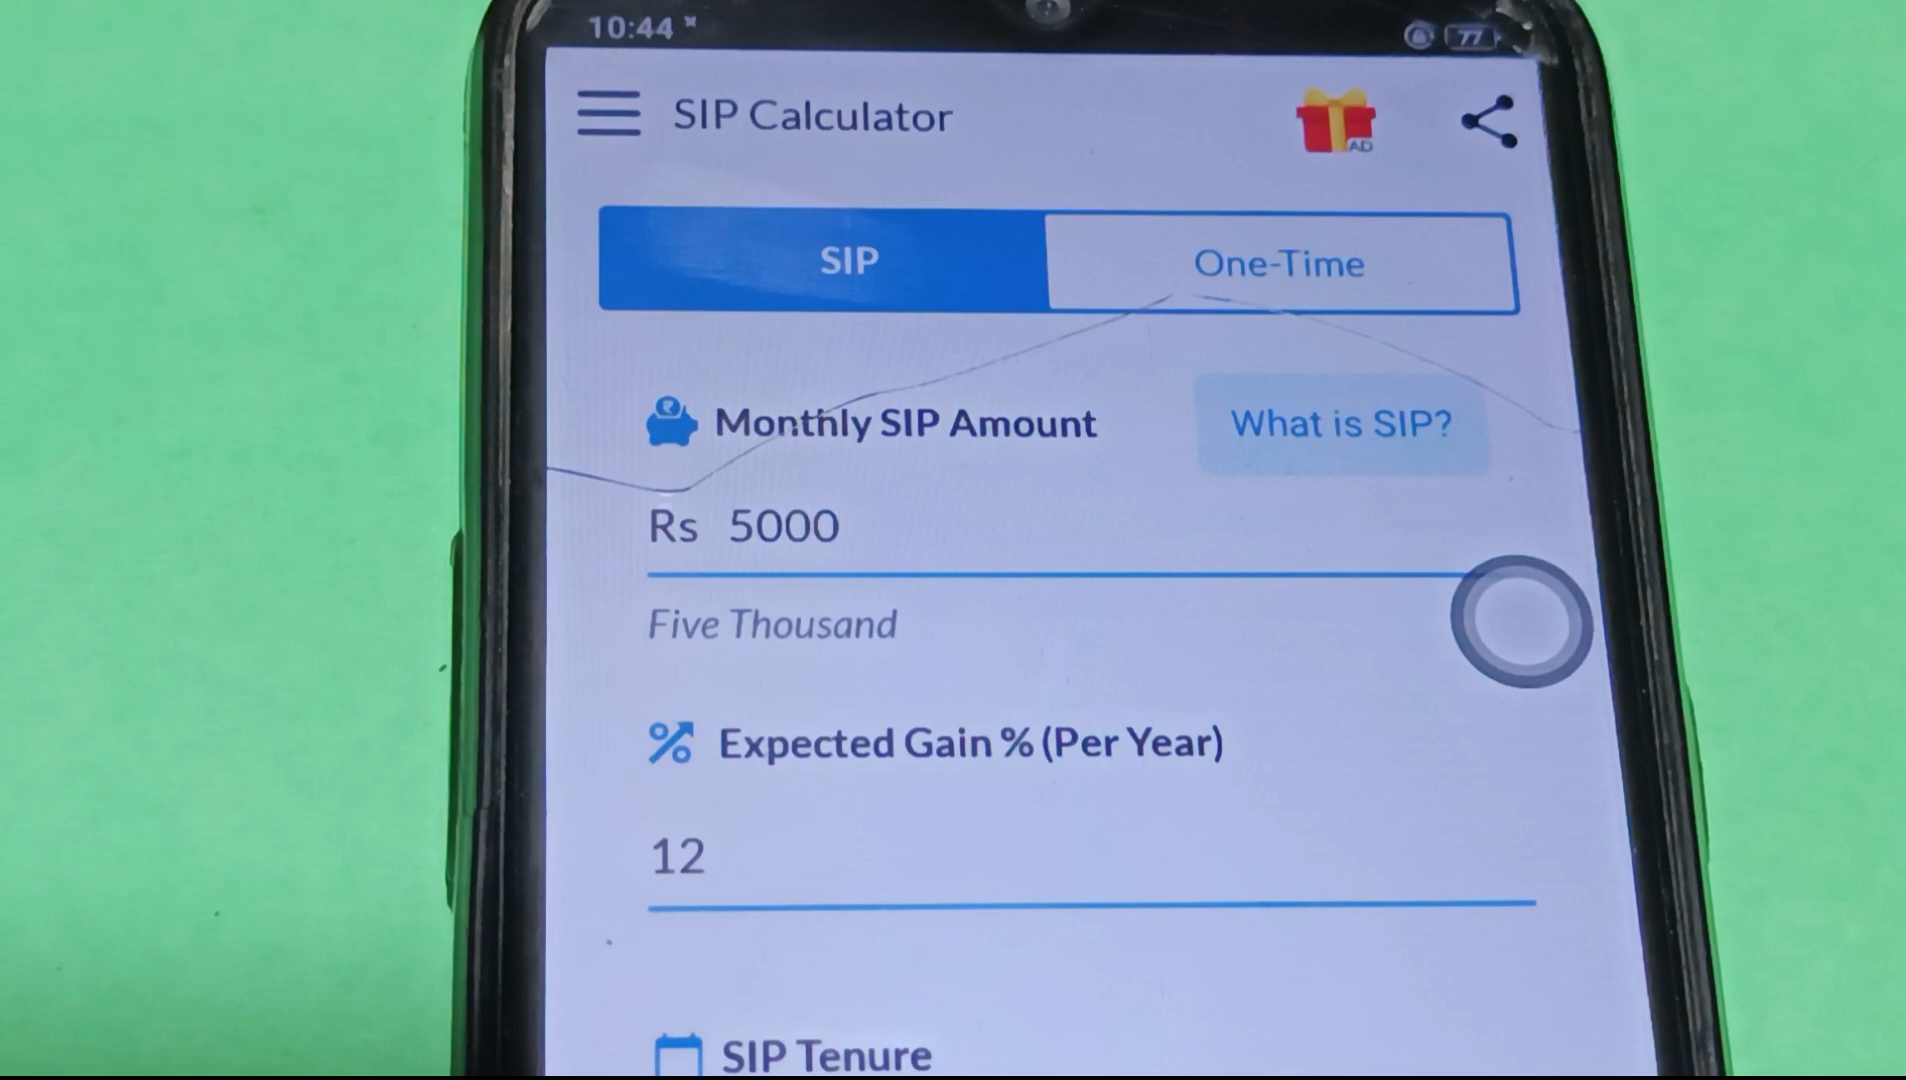 10:44
77
SIP Calculator
AD
SIP
One-Time
Monthly SIP Amount
What is SIP?
Rs 5000
Five Thousand
Expected Gain % (Per Year)
12
SIP Tenure